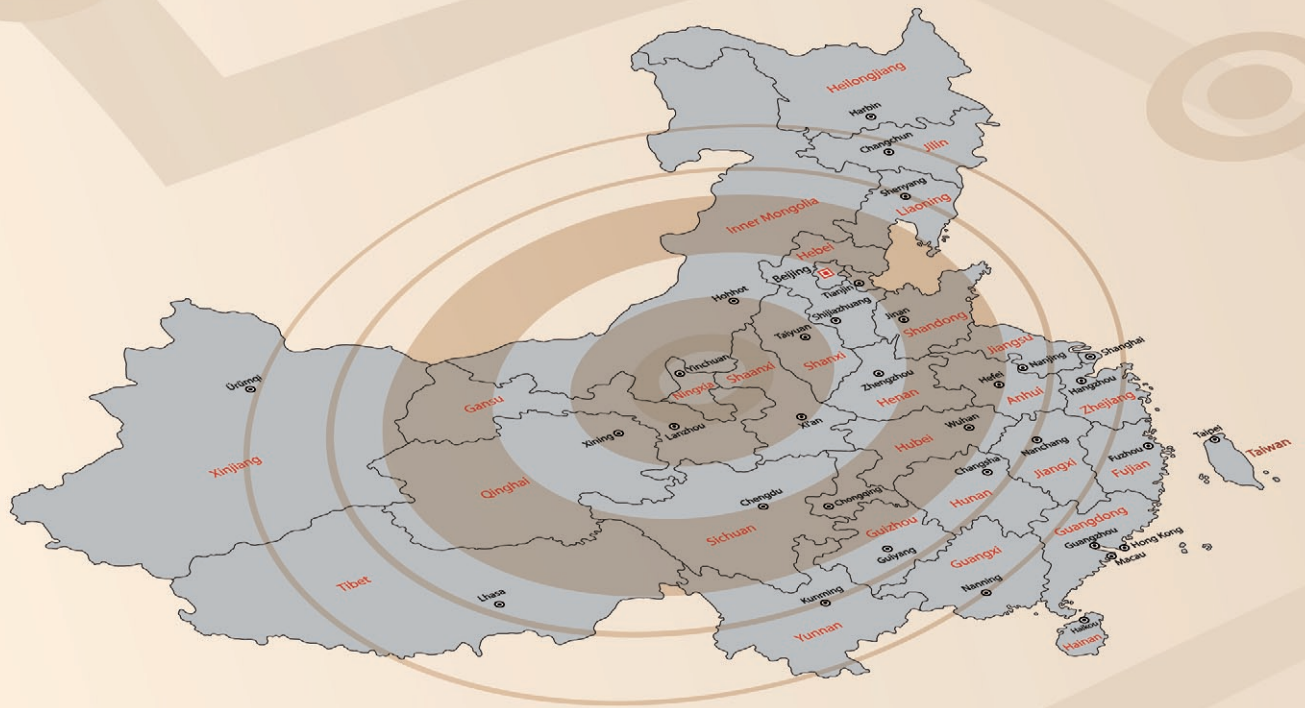 Heilongjiang
Harbin
Changchun
Jilin
Shenyang
Liaoning
Inner Mongolia
Hebei
Beijing
Tianjin
Hohhot
Shijiazhuang
Jinan
Shandong
Taiyuan
Shanxi
Jiangsu
Shanghai
Nanjing
Yinchuan
Shaanxi
Ningxia
Zhengzhou
Hefei
Hangzhou
Ürümqi
Henan
Anhui
Zhejiang
Gansu
Xi'an
Wuhan
Lanzhou
Xining
Hubei
Taipei
Taiwan
Nanchang
Fuzhou
Xinjiang
Changsha
Jiangxi
Fujian
Qinghai
Chengdu
Chongqing
Hunan
Sichuan
Guizhou
Guangdong
Guangzhou
Hong Kong
Macau
Guiyang
Guangxi
Tibet
Lhasa
Kunming
Nanning
Yunnan
Haikou
Hainan